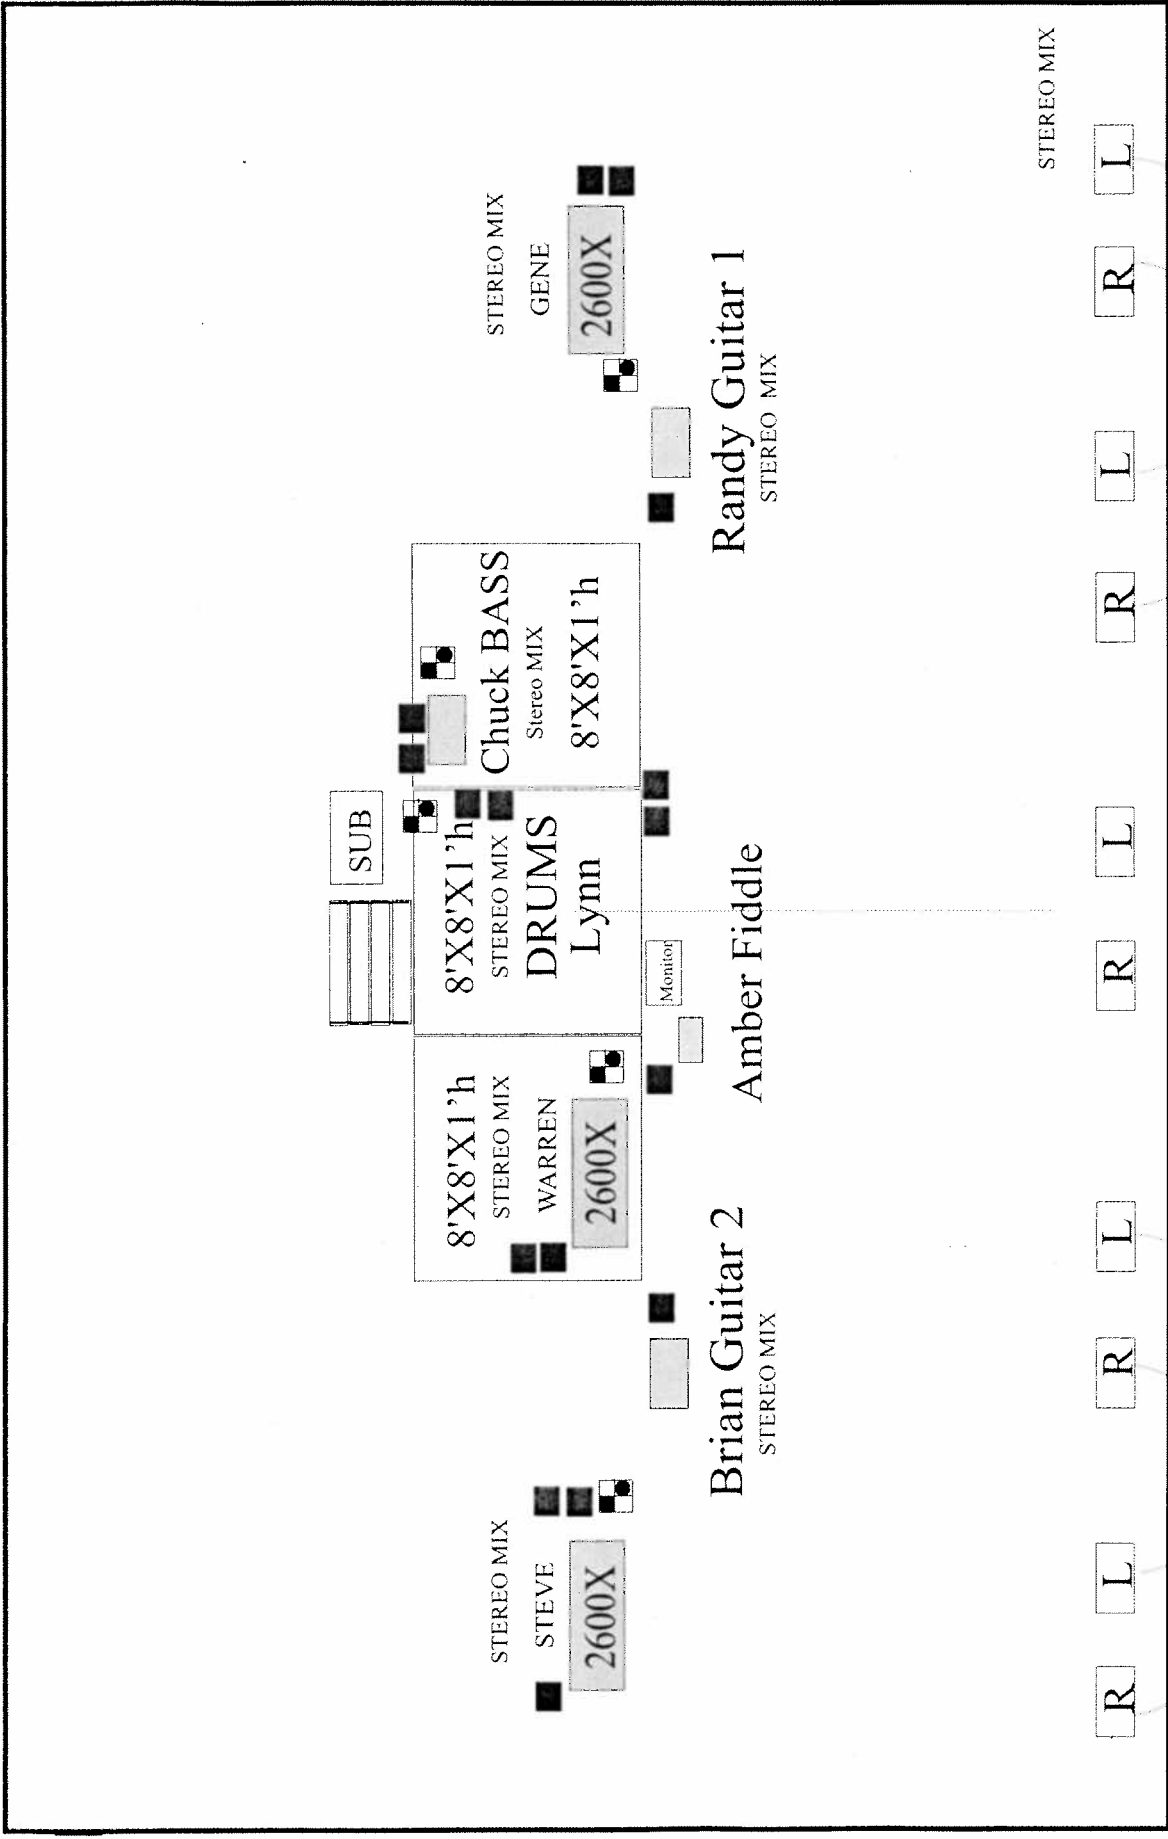 SUB
8'X8'X1'h
STEREO MIX
WARREN
2600X
8'X8'X1'h
STEREO MIX
DRUMS
Lynn
Chuck BASS
Stereo MIX
8'X8'X1'h
STEREO MIX
STEVE
2600X
STEREO MIX
GENE
2600X
Monitor
Brian Guitar 2
STEREO MIX
Amber Fiddle
Randy Guitar 1
STEREO MIX
STEREO MIX
R L R L R L R L R L